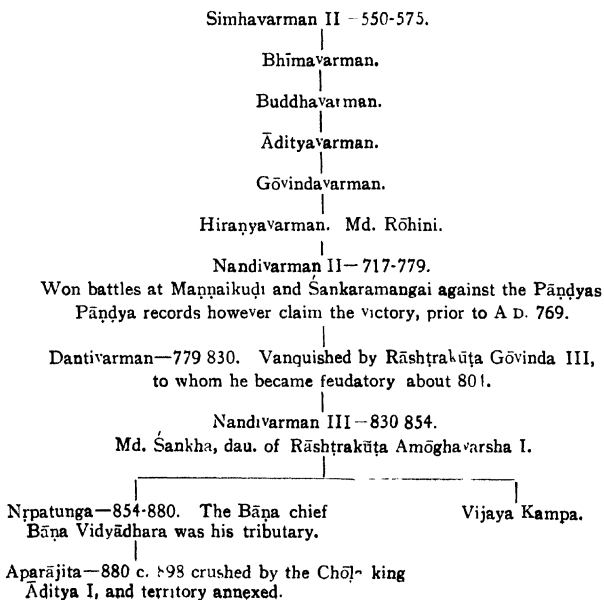 Simhavarman II – 550-575.
Bhīmavarman.
Buddhavarman.
Ādityavarman.
Gōvindavarman.
Hiraṇyavarman. Md. Rōhini.
Nandivarman II – 717-779.
Won battles at Maṇṇaikuḍi and Śankaramangai against the Pāṇḍyas
Pāṇḍya records however claim the victory, prior to A D. 769.
Dantivarman—779 830. Vanquished by Rāshṭrakūṭa Gōvinda III,
to whom he became feudatory about 801.
Nandivarman III – 830 854.
Md. Śankha, dau. of Rāshṭrakūṭa Amōghavarsha I.
Nṛpatunga—854-880. The Bāṇa chief
Bāṇa Vidyādhara was his tributary.
Vijaya Kampa.
Aparājita—880 c. 898 crushed by the Chōla king
Āditya I, and territory annexed.